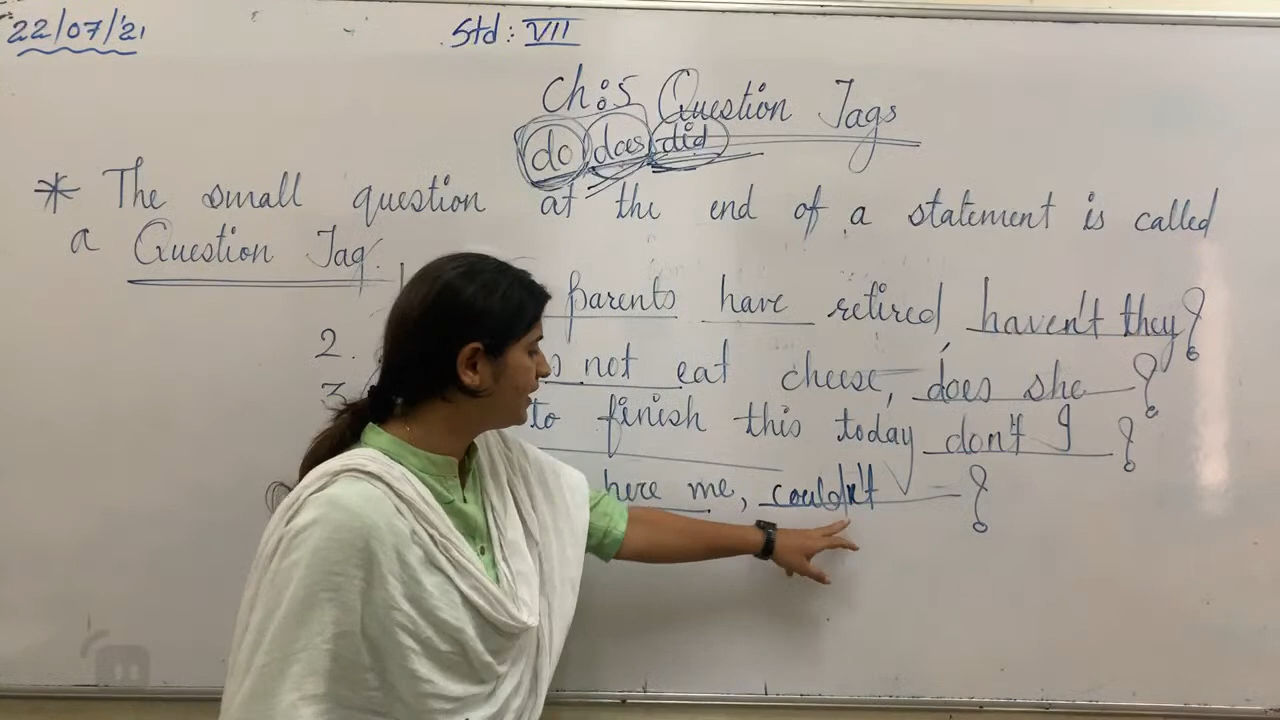 22/07/'21
Std: VII
Ch:5 Question Tags
do does did
* The small question at the end of a statement is called
a Question Tag.
parents have retired haven't they?
2. not eat cheese, does she?
3. to finish this today don't I?
here me, couldn't ?